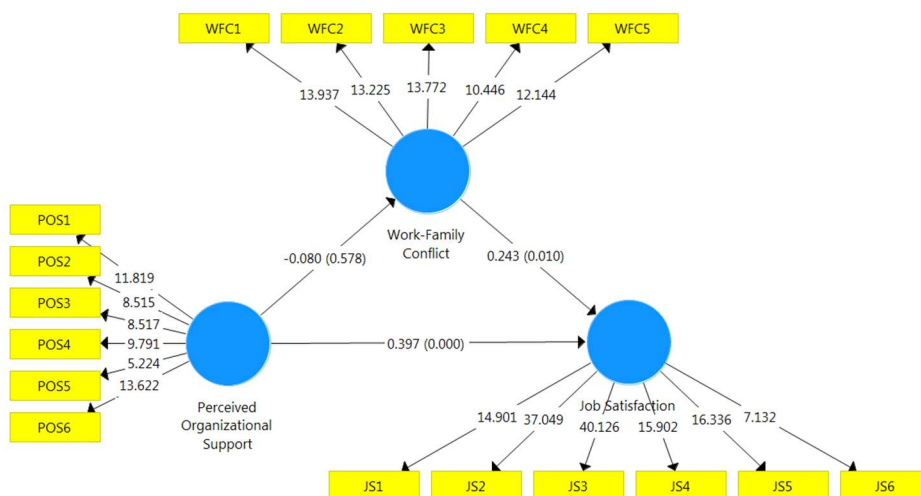 WFC1
WFC2
WFC3
WFC4
WFC5
13.937
13.225
13.772
10.446
12.144
Work-Family
Conflict
POS1
POS2
POS3
POS4
POS5
POS6
11.819
8.515
8.517
9.791
5.224
13.622
-0.080 (0.578)
0.243 (0.010)
0.397 (0.000)
Perceived
Organizational
Support
Job Satisfaction
14.901
37.049
40.126
15.902
16.336
7.132
JS1
JS2
JS3
JS4
JS5
JS6